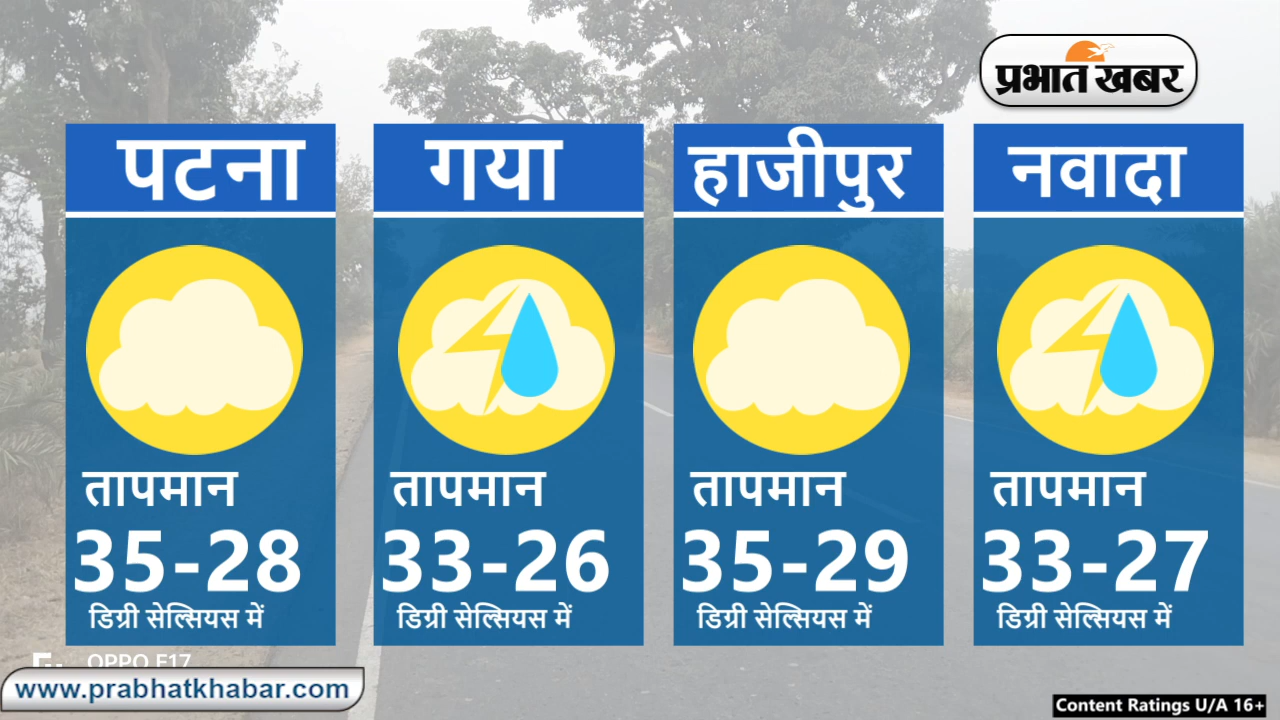 प्रभात खबर
पटना
तापमान
35-28
डिग्री सेल्सियस में
गया
तापमान
33-26
डिग्री सेल्सियस में
हाजीपुर
तापमान
35-29
डिग्री सेल्सियस में
नवादा
तापमान
33-27
डिग्री सेल्सियस में
OPPO F17
www.prabhatkhabar.com
Content Ratings U/A 16+